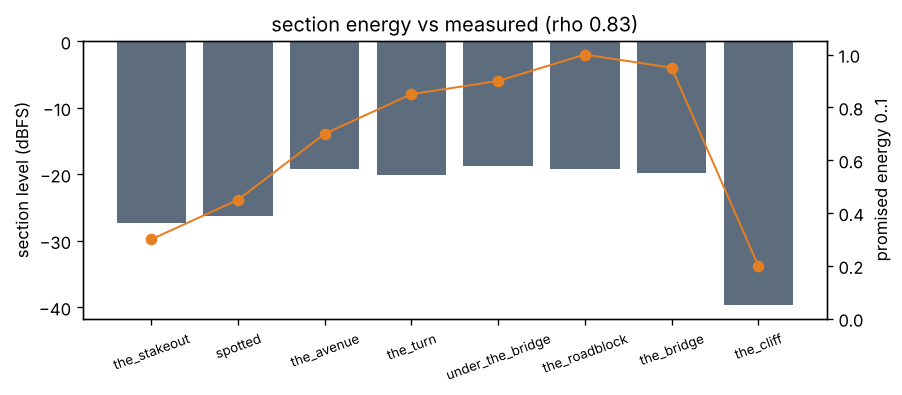 section energy vs measured (rho 0.83)
section level (dBFS)
0
−10
−20
−30
−40
promised energy 0..1
1.0
0.8
0.6
0.4
0.2
0.0
the_stakeout
spotted
the_avenue
the_turn
under_the_bridge
the_roadblock
the_bridge
the_cliff